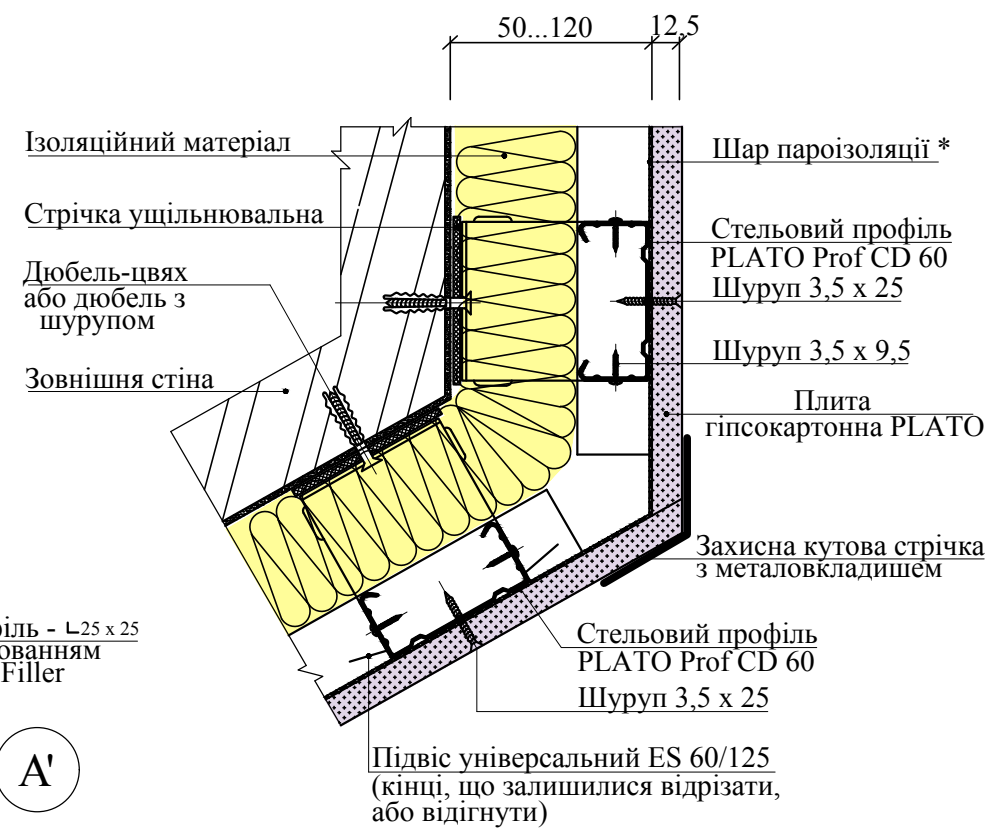 50...120
12,5
Ізоляційний матеріал
Стрічка ущільнювальна
Дюбель-цвях
або дюбель з
шурупом
Зовнішня стіна
Шар пароізоляції *
Стельовий профіль
PLATO Prof CD 60
Шуруп 3,5 х 25
Шуруп 3,5 х 9,5
Плита
гіпсокартонна PLATO
Захисна кутова стрічка
з металовкладишем
іль - ∟25 х 25
ованням
Filler
Стельовий профіль
PLATO Prof CD 60
Шуруп 3,5 х 25
А'
Підвіс універсальний ES 60/125
(кінці, що залишилися відрізати,
або відігнути)